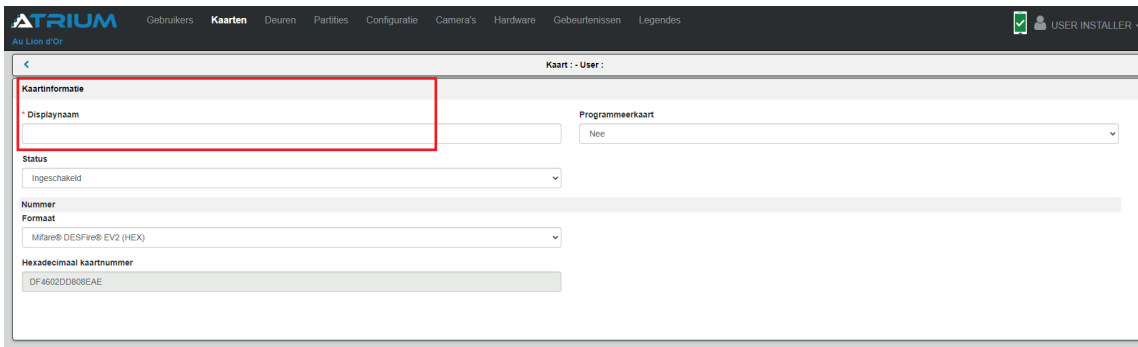 ATRIUM Gebruikers Kaarten Deuren Partities Configuratie Camera's Hardware Gebeurtenissen Legendes USER INSTALLER
Au Lion d'Or
Kaart : - User :
Kaartinformatie
* Displaynaam Programmeerkaart
Nee
Status
Ingeschakeld
Nummer
Formaat
Mifare® DESFire® EV2 (HEX)
Hexadecimaal kaartnummer
DF4602DD808EAE